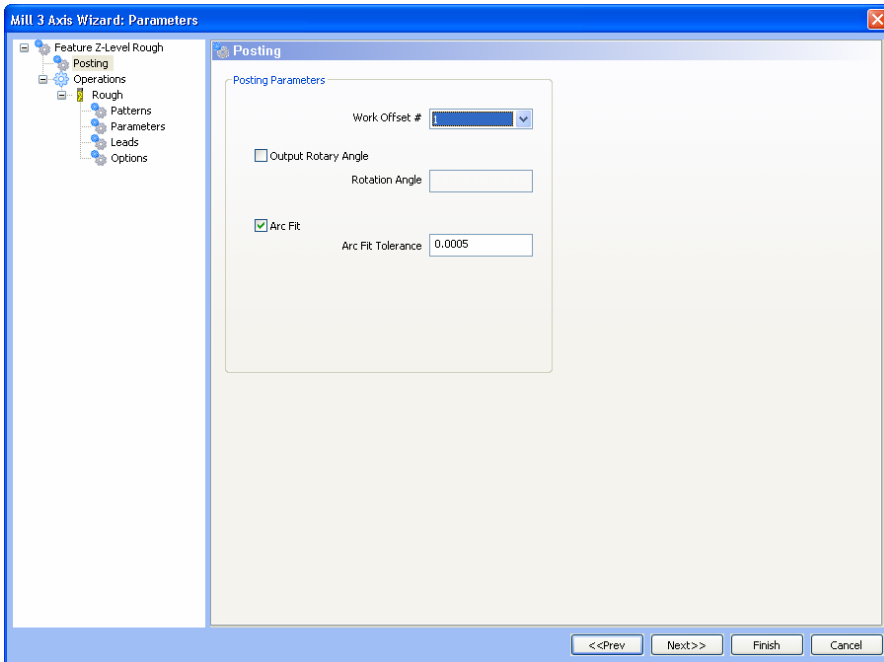 Mill 3 Axis Wizard: Parameters
Feature Z-Level Rough
Posting
Operations
Rough
Patterns
Parameters
Leads
Options
Posting
Posting Parameters
Work Offset # 1
Output Rotary Angle
Rotation Angle
Arc Fit
Arc Fit Tolerance 0.0005
<<Prev Next>> Finish Cancel